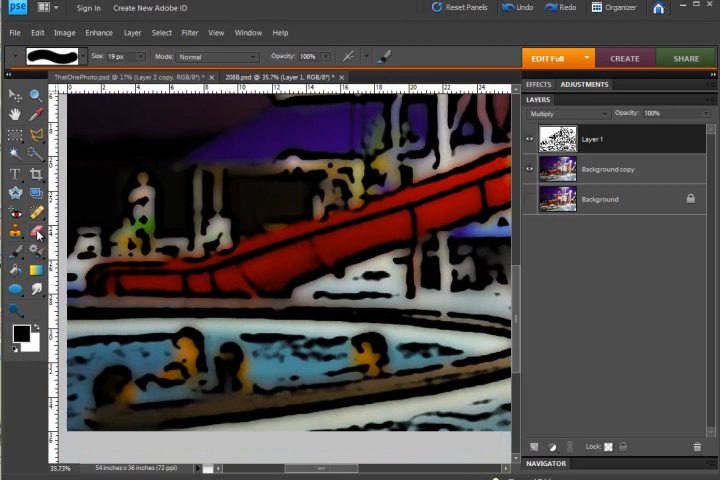 pse Sign In Create New Adobe ID Reset Panels Undo Redo Organizer
File Edit Image Enhance Layer Select Filter View Window Help
Size: 19 px Mode: Normal Opacity: 100% EDIT Full CREATE SHARE
ThatOnePhoto.psd @ 17% (Layer 2 copy, RGB/8*) * × 208B.psd @ 35.7% (Layer 1, RGB/8*) * ×
EFFECTS ADJUSTMENTS
LAYERS
Multiply Opacity: 100%
Layer 1
Background copy
Background
Lock:
35.73% 54 inches x 36 inches (72 ppi)
NAVIGATOR